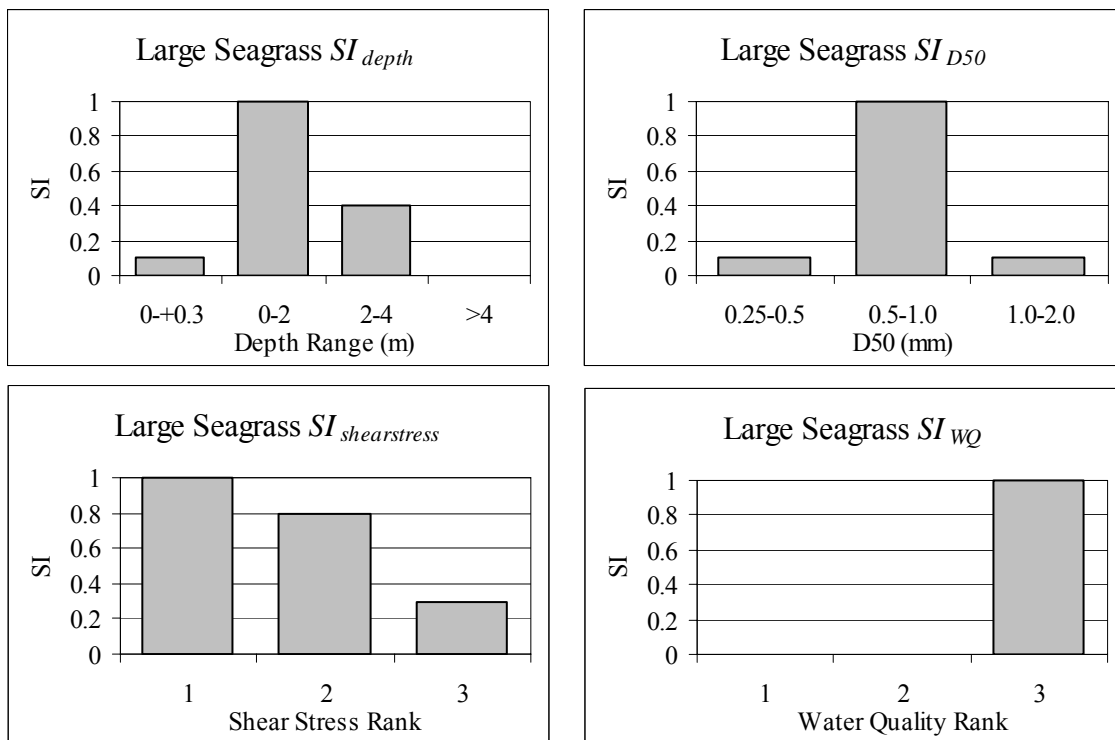 Large Seagrass SI depth
1
0.8
0.6
0.4
0.2
0
SI
0-+0.3 0-2 2-4 >4
Depth Range (m)
Large Seagrass SI D50
1
0.8
0.6
0.4
0.2
0
SI
0.25-0.5 0.5-1.0 1.0-2.0
D50 (mm)
Large Seagrass SI shearstress
1
0.8
0.6
0.4
0.2
0
SI
1 2 3
Shear Stress Rank
Large Seagrass SI WQ
1
0.8
0.6
0.4
0.2
0
SI
1 2 3
Water Quality Rank